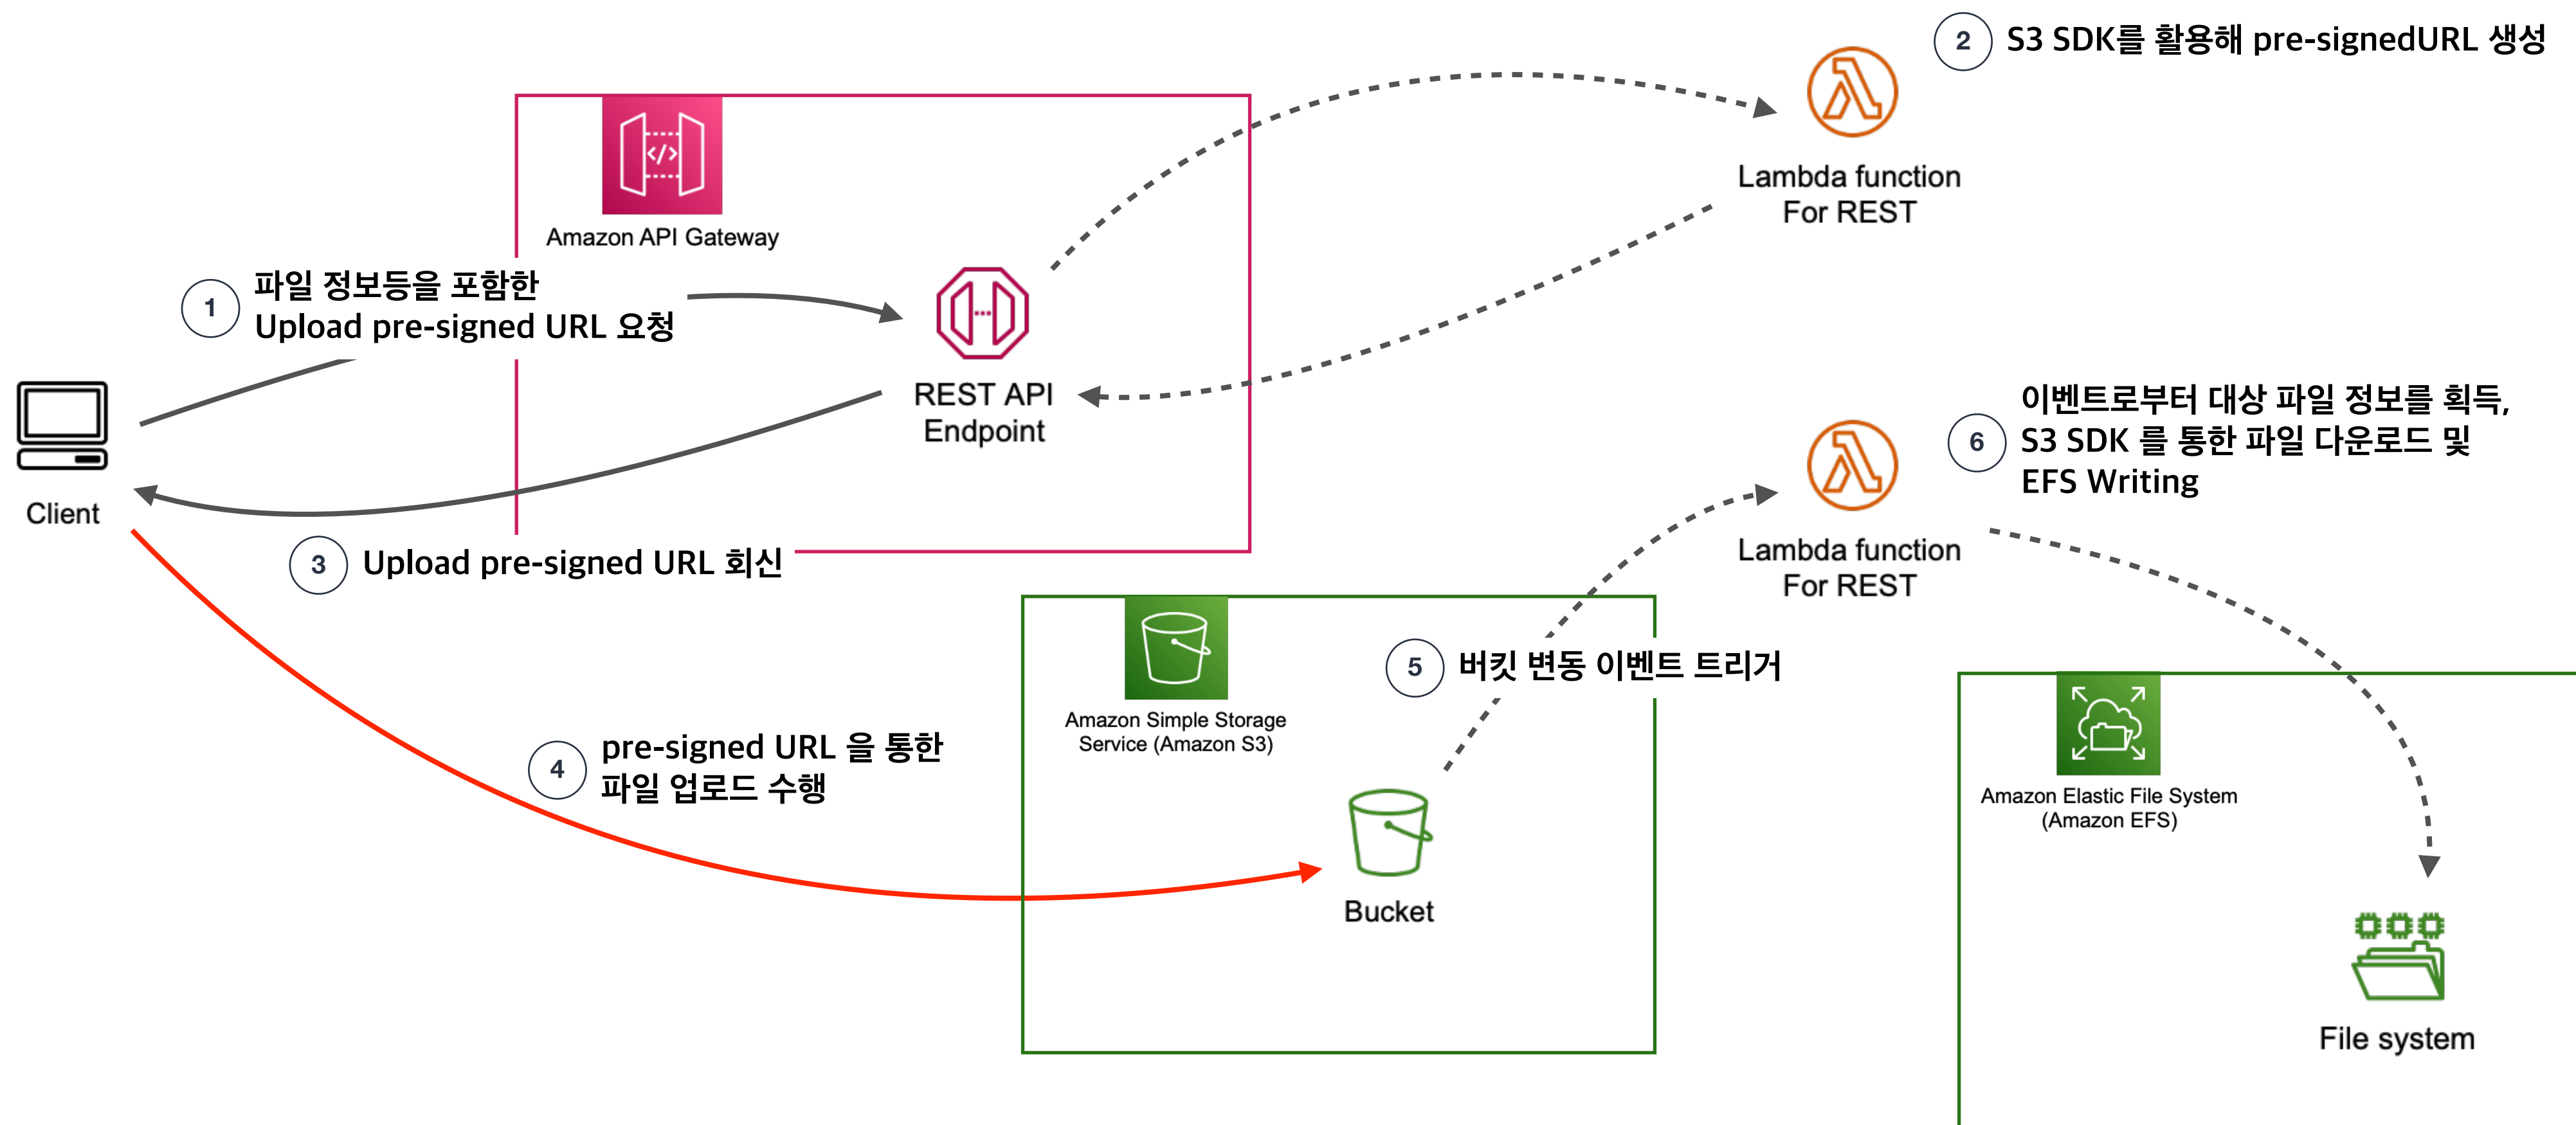 2
S3 SDK를 활용해 pre-signedURL 생성
Lambda function
For REST
</>
Amazon API Gateway
1
파일 정보등을 포함한
Upload pre-signed URL 요청
REST API
Endpoint
Client
3
Upload pre-signed URL 회신
6
이벤트로부터 대상 파일 정보를 획득,
S3 SDK 를 통한 파일 다운로드 및
EFS Writing
Lambda function
For REST
5
버킷 변동 이벤트 트리거
Amazon Simple Storage
Service (Amazon S3)
4
pre-signed URL 을 통한
파일 업로드 수행
Bucket
Amazon Elastic File System
(Amazon EFS)
File system